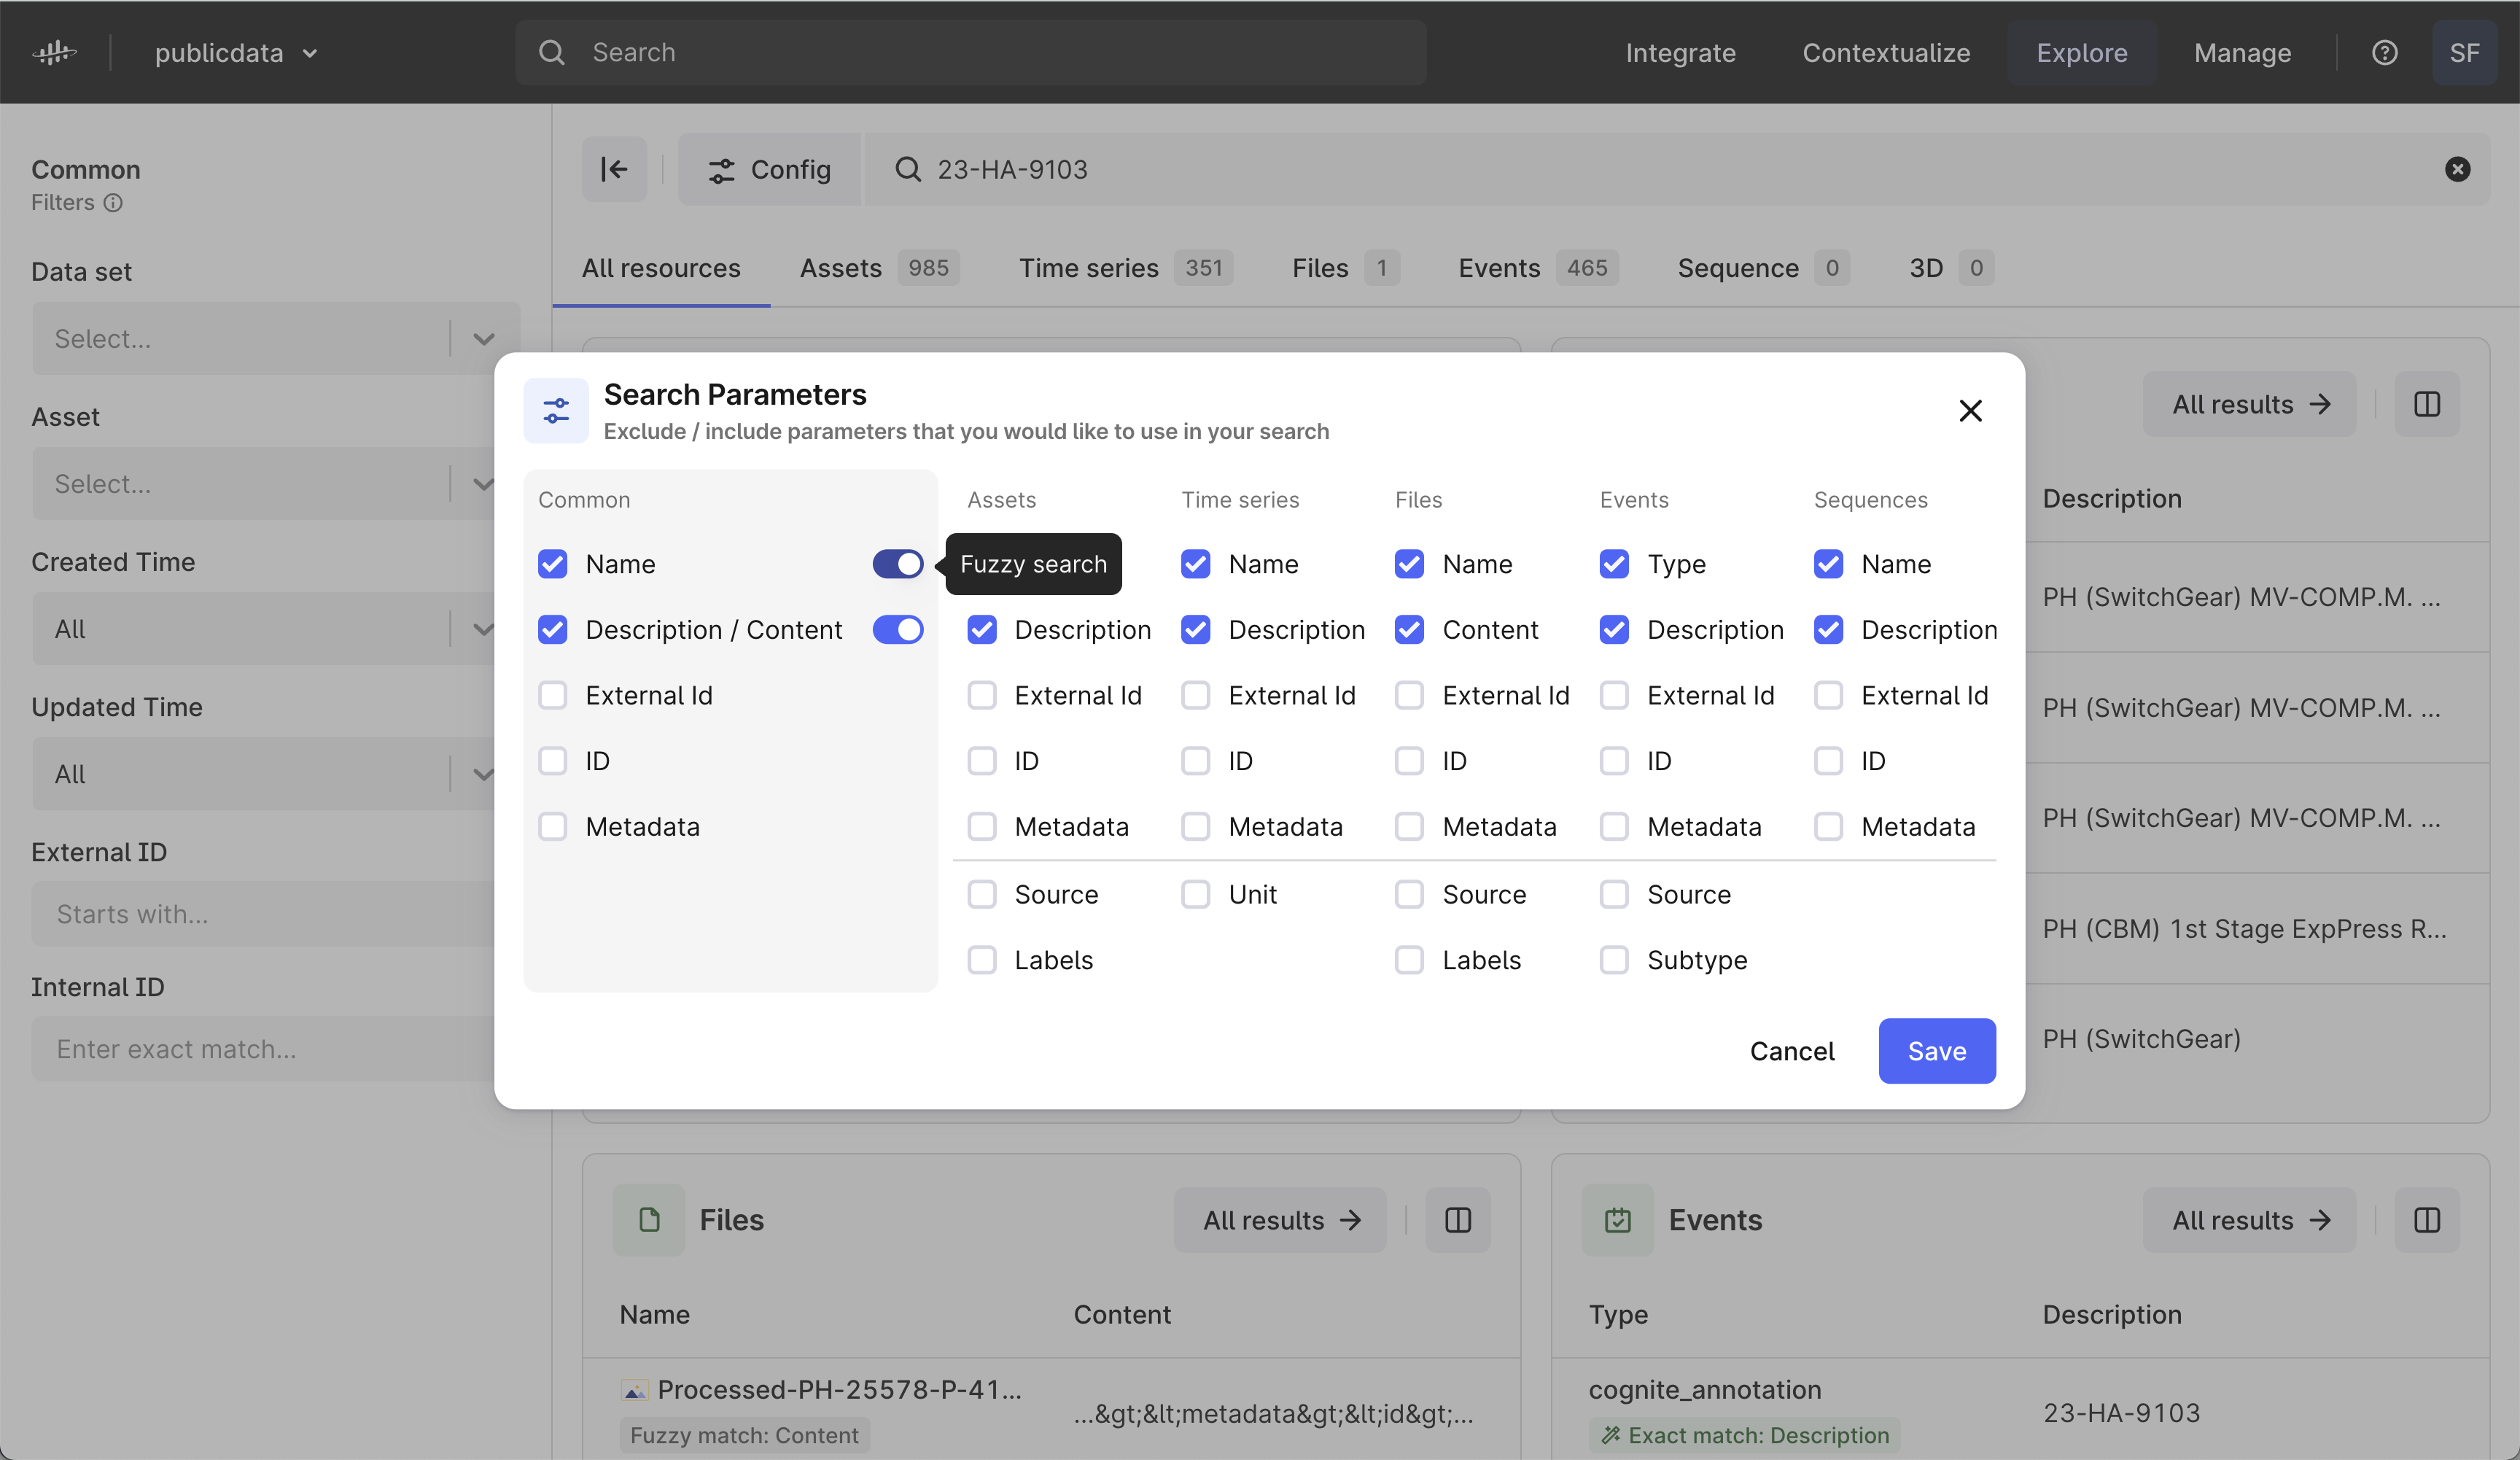 publicdata
Search
Integrate
Contextualize
Explore
Manage
SF
Common
Filters
Data set
Select...
Asset
Select...
Created Time
All
Updated Time
All
External ID
Starts with...
Internal ID
Enter exact match...
Config
23-HA-9103
All resources
Assets 985
Time series 351
Files 1
Events 465
Sequence 0
3D 0
All results
Description
PH (SwitchGear) MV-COMP.M. ...
PH (SwitchGear) MV-COMP.M. ...
PH (SwitchGear) MV-COMP.M. ...
PH (CBM) 1st Stage ExpPress R...
PH (SwitchGear)
Search Parameters
Exclude / include parameters that you would like to use in your search
Common
Name
Description / Content
External Id
ID
Metadata
Fuzzy search
Assets
Description
External Id
ID
Metadata
Source
Labels
Time series
Name
Description
External Id
ID
Metadata
Unit
Files
Name
Content
External Id
ID
Metadata
Source
Labels
Events
Type
Description
External Id
ID
Metadata
Source
Subtype
Sequences
Name
Description
External Id
ID
Metadata
Cancel
Save
Files
All results
Name
Content
Processed-PH-25578-P-41...
Fuzzy match: Content
...&gt;&lt;metadata&gt;&lt;id&gt;...
Events
All results
Type
Description
cognite_annotation
Exact match: Description
23-HA-9103